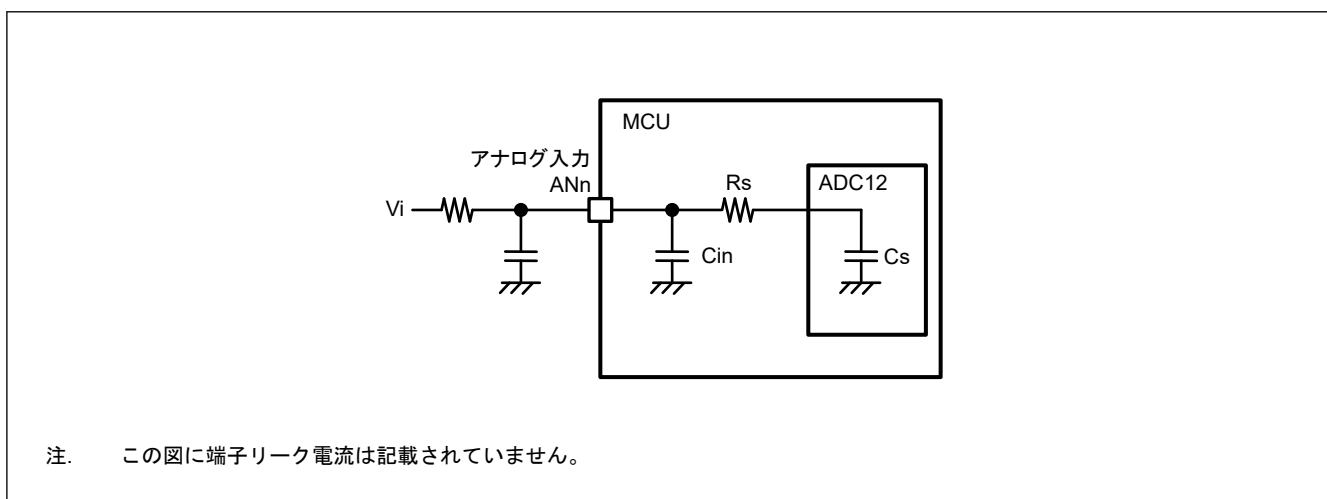 MCU
アナログ入力
ANn
Rs
ADC12
Vi
Cin
Cs
注. この図に端子リーク電流は記載されていません。